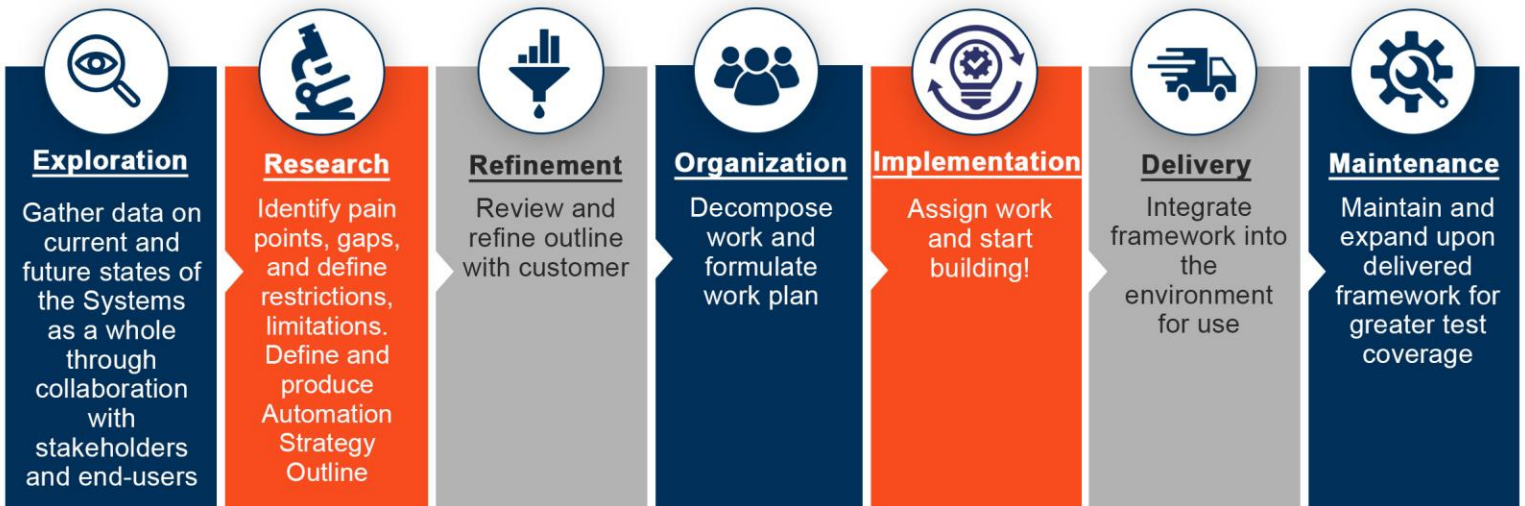 Exploration
Gather data on
current and
future states of
the Systems
as a whole
through
collaboration
with
stakeholders
and end-users
Research
Identify pain
points, gaps,
and define
restrictions,
limitations.
Define and
produce
Automation
Strategy
Outline
Refinement
Review and
refine outline
with customer
Organization
Decompose
work and
formulate
work plan
Implementation
Assign work
and start
building!
Delivery
Integrate
framework into
the
environment
for use
Maintenance
Maintain and
expand upon
delivered
framework for
greater test
coverage